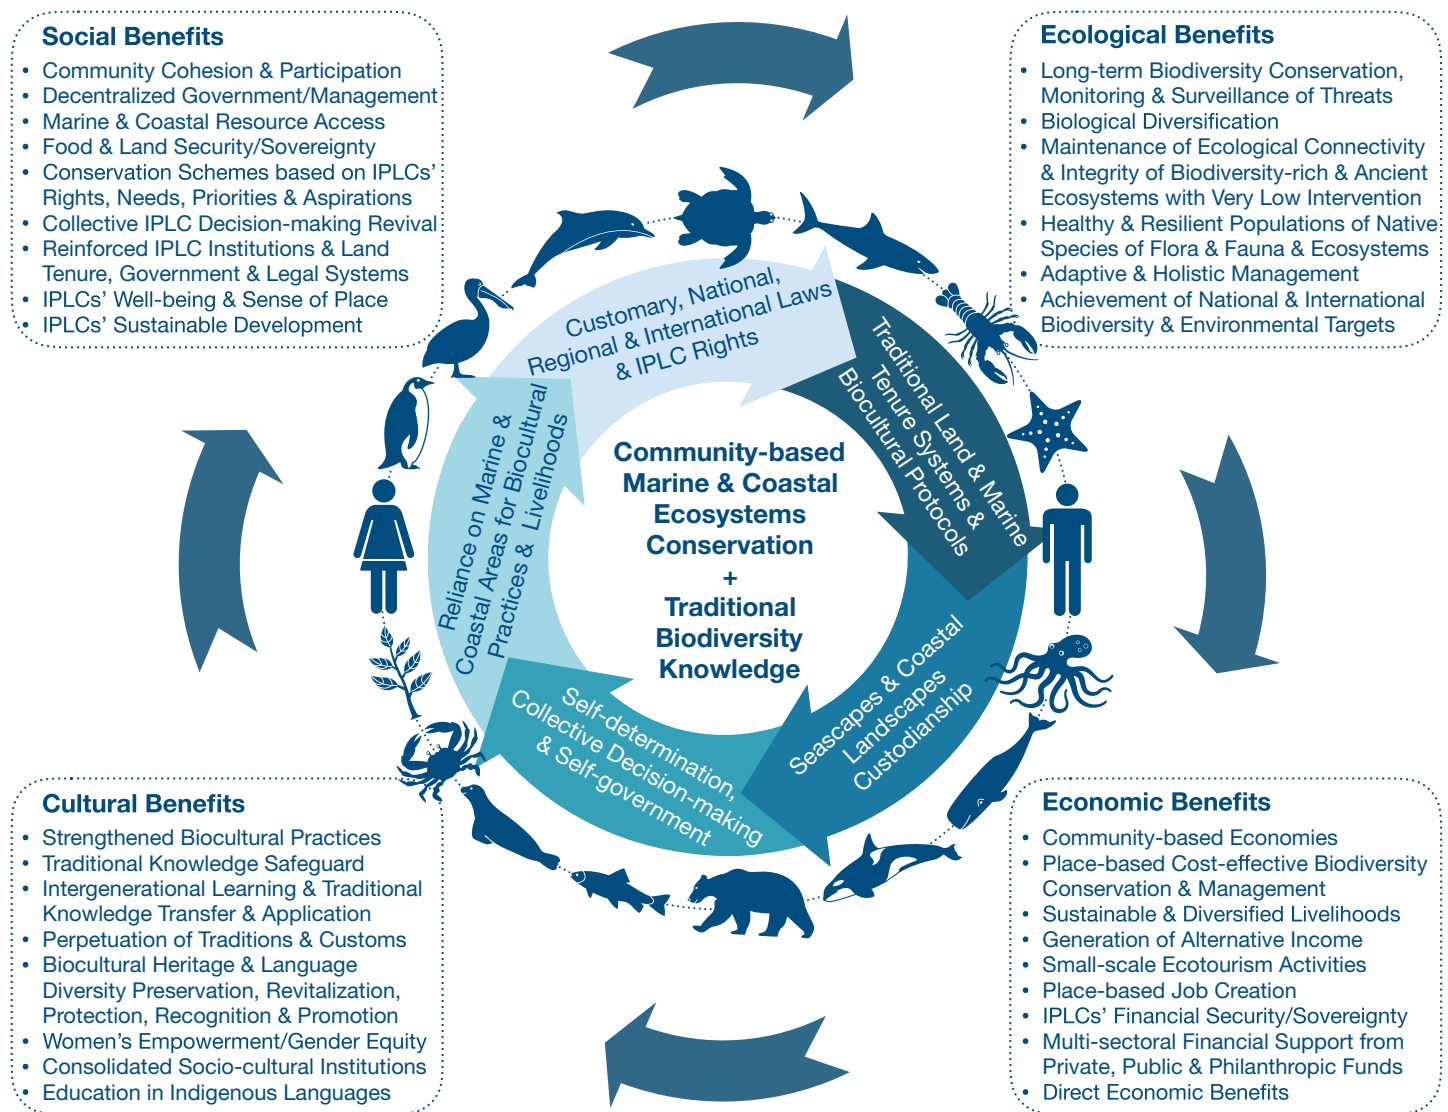 Social Benefits
• Community Cohesion & Participation
• Decentralized Government/Management
• Marine & Coastal Resource Access
• Food & Land Security/Sovereignty
• Conservation Schemes based on IPLCs'
Rights, Needs, Priorities & Aspirations
• Collective IPLC Decision-making Revival
• Reinforced IPLC Institutions & Land
Tenure, Government & Legal Systems
• IPLCs' Well-being & Sense of Place
• IPLCs' Sustainable Development
Ecological Benefits
• Long-term Biodiversity Conservation,
Monitoring & Surveillance of Threats
• Biological Diversification
• Maintenance of Ecological Connectivity
& Integrity of Biodiversity-rich & Ancient
Ecosystems with Very Low Intervention
• Healthy & Resilient Populations of Native
Species of Flora & Fauna & Ecosystems
• Adaptive & Holistic Management
• Achievement of National & International
Biodiversity & Environmental Targets
Customary, National,
Regional & International Laws
& IPLC Rights
Traditional Land & Marine
Tenure Systems &
Biocultural Protocols
Seascapes & Coastal
Landscapes
Custodianship
Self-determination,
Collective Decision-making
& Self-government
Reliance on Marine &
Coastal Areas for Biocultural
Practices & Livelihoods
Community-based
Marine & Coastal
Ecosystems
Conservation
+
Traditional
Biodiversity
Knowledge
Cultural Benefits
• Strengthened Biocultural Practices
• Traditional Knowledge Safeguard
• Intergenerational Learning & Traditional
Knowledge Transfer & Application
• Perpetuation of Traditions & Customs
• Biocultural Heritage & Language
Diversity Preservation, Revitalization,
Protection, Recognition & Promotion
• Women's Empowerment/Gender Equity
• Consolidated Socio-cultural Institutions
• Education in Indigenous Languages
Economic Benefits
• Community-based Economies
• Place-based Cost-effective Biodiversity
Conservation & Management
• Sustainable & Diversified Livelihoods
• Generation of Alternative Income
• Small-scale Ecotourism Activities
• Place-based Job Creation
• IPLCs' Financial Security/Sovereignty
• Multi-sectoral Financial Support from
Private, Public & Philanthropic Funds
• Direct Economic Benefits